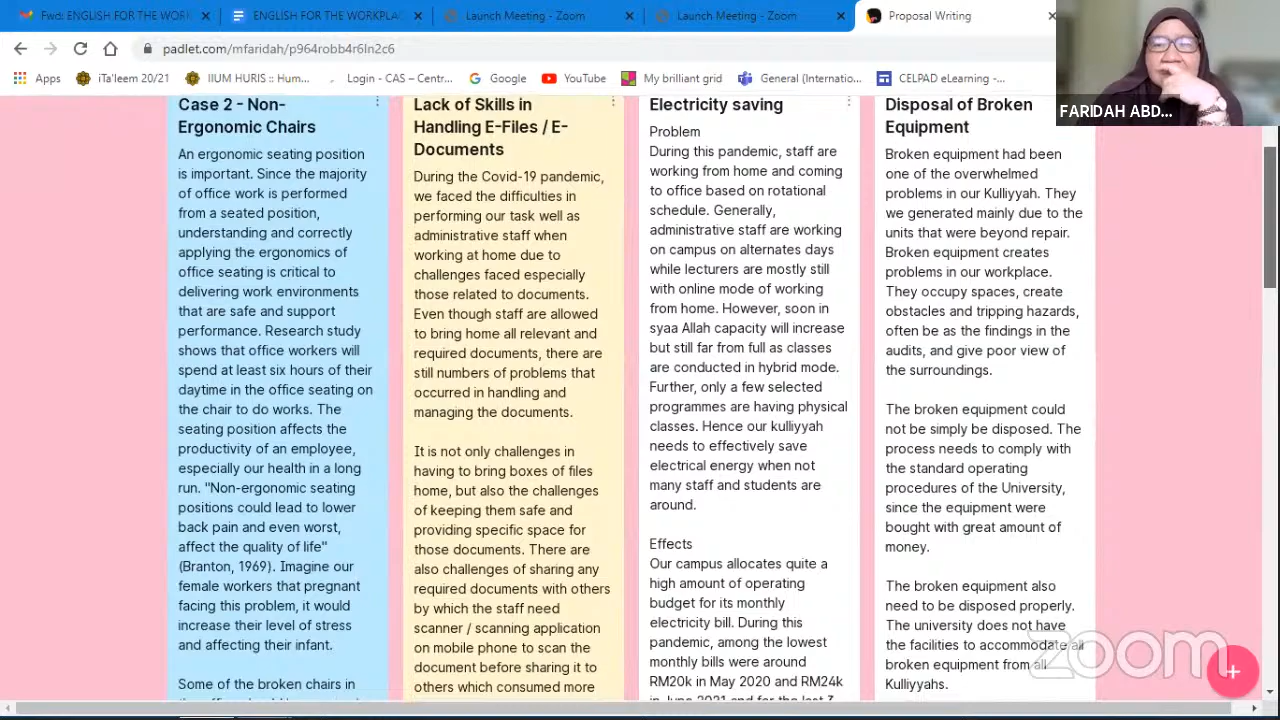 Fwd: ENGLISH FOR THE WORK
ENGLISH FOR THE WORKPLAC
Launch Meeting - Zoom
Launch Meeting - Zoom
Proposal Writing
padlet.com/mfaridah/p964robb4r6ln2c6
Apps
iTa'leem 20/21
IIUM HURIS :: Hum...
Login - CAS – Centr...
Google
YouTube
My brilliant grid
General (Internatio...
CELPAD eLearning -...
FARIDAH ABD...
Case 2 - Non-
Ergonomic Chairs
An ergonomic seating position
is important. Since the majority
of office work is performed
from a seated position,
understanding and correctly
applying the ergonomics of
office seating is critical to
delivering work environments
that are safe and support
performance. Research study
shows that office workers will
spend at least six hours of their
daytime in the office seating on
the chair to do works. The
seating position affects the
productivity of an employee,
especially our health in a long
run. "Non-ergonomic seating
positions could lead to lower
back pain and even worst,
affect the quality of life"
(Branton, 1969). Imagine our
female workers that pregnant
facing this problem, it would
increase their level of stress
and affecting their infant.
Some of the broken chairs in
Lack of Skills in
Handling E-Files / E-
Documents
During the Covid-19 pandemic,
we faced the difficulties in
performing our task well as
administrative staff when
working at home due to
challenges faced especially
those related to documents.
Even though staff are allowed
to bring home all relevant and
required documents, there are
still numbers of problems that
occurred in handling and
managing the documents.
It is not only challenges in
having to bring boxes of files
home, but also the challenges
of keeping them safe and
providing specific space for
those documents. There are
also challenges of sharing any
required documents with others
by which the staff need
scanner / scanning application
on mobile phone to scan the
document before sharing it to
others which consumed more
Electricity saving
Problem
During this pandemic, staff are
working from home and coming
to office based on rotational
schedule. Generally,
administrative staff are working
on campus on alternates days
while lecturers are mostly still
with online mode of working
from home. However, soon in
syaa Allah capacity will increase
but still far from full as classes
are conducted in hybrid mode.
Further, only a few selected
programmes are having physical
classes. Hence our kulliyyah
needs to effectively save
electrical energy when not
many staff and students are
around.
Effects
Our campus allocates quite a
high amount of operating
budget for its monthly
electricity bill. During this
pandemic, among the lowest
monthly bills were around
RM20k in May 2020 and RM24k
in June 2021 and for the last 3
Disposal of Broken
Equipment
Broken equipment had been
one of the overwhelmed
problems in our Kulliyyah. They
we generated mainly due to the
units that were beyond repair.
Broken equipment creates
problems in our workplace.
They occupy spaces, create
obstacles and tripping hazards,
often be as the findings in the
audits, and give poor view of
the surroundings.
The broken equipment could
not be simply be disposed. The
process needs to comply with
the standard operating
procedures of the University,
since the equipment were
bought with great amount of
money.
The broken equipment also
need to be disposed properly.
The university does not have
the facilities to accommodate all
broken equipment from all
Kulliyyahs.
zoom